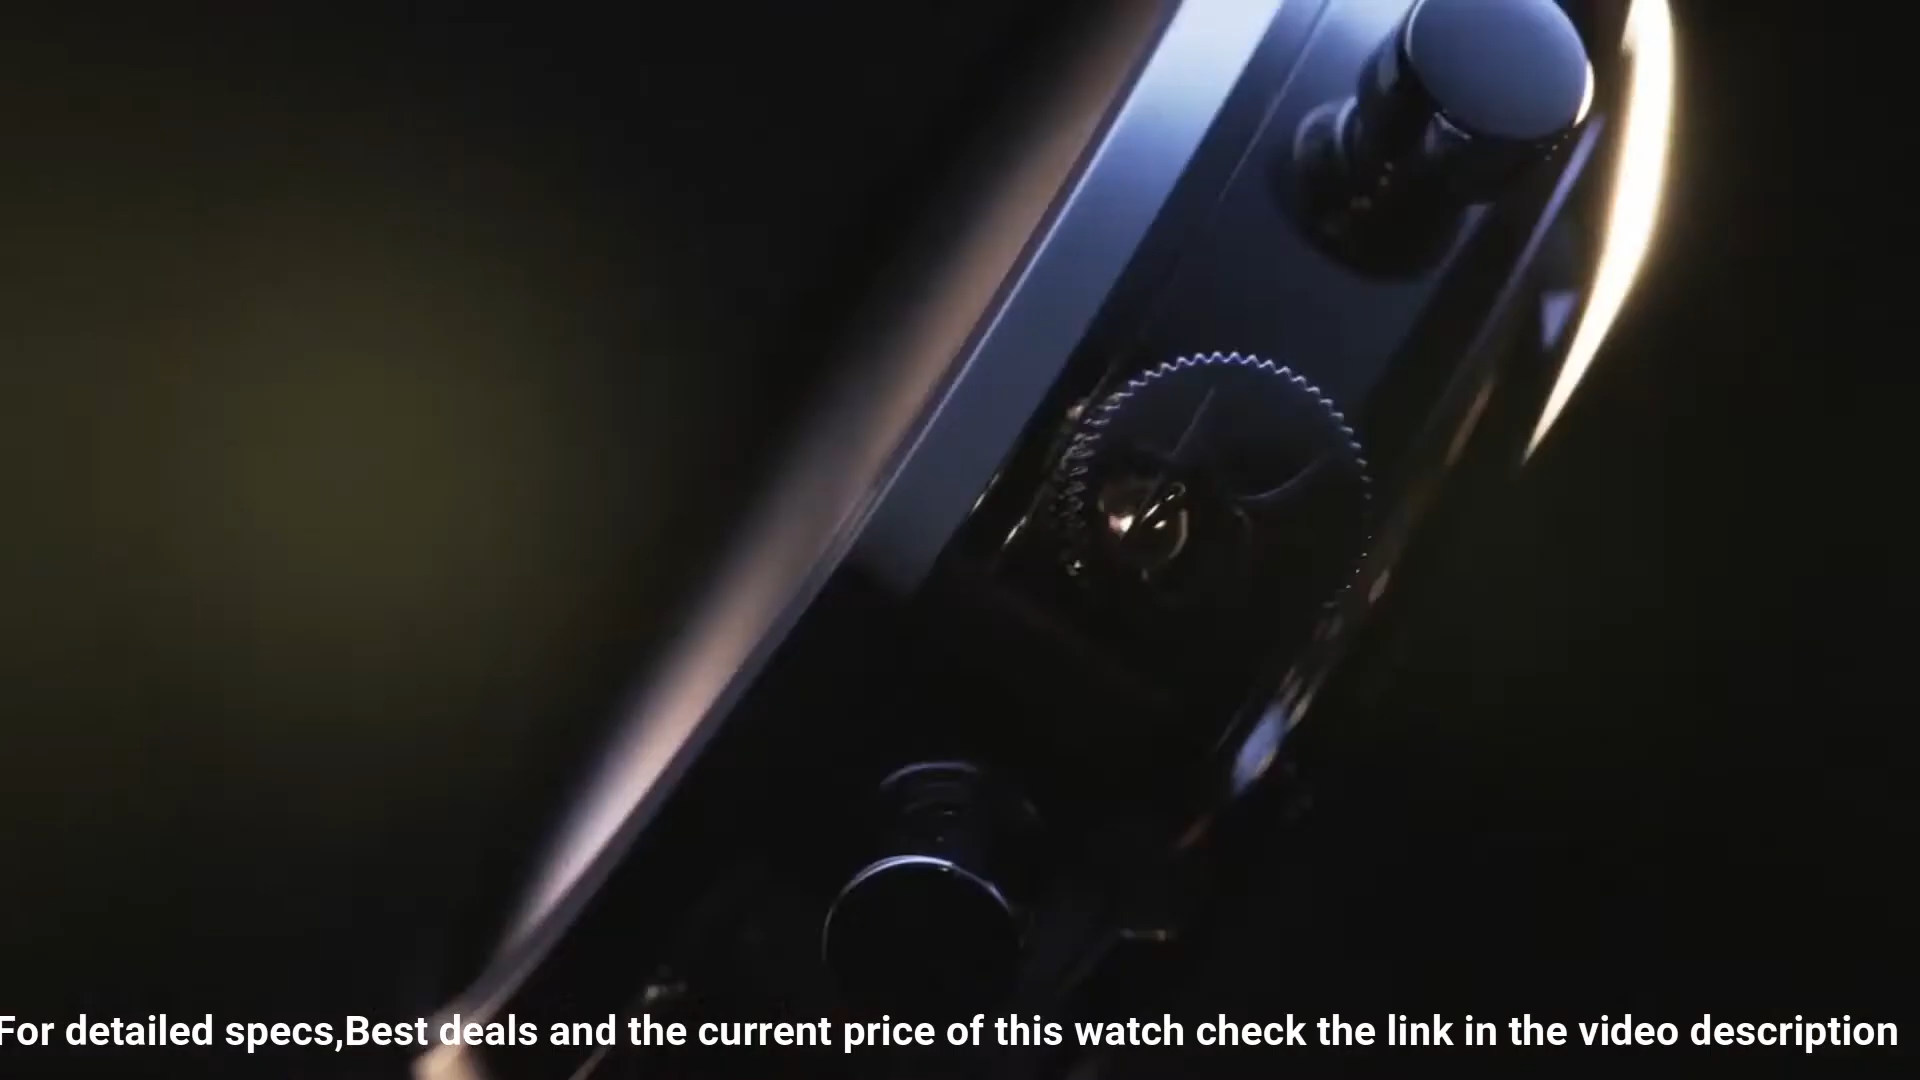 For detailed specs,Best deals and the current price of this watch check the link in the video description